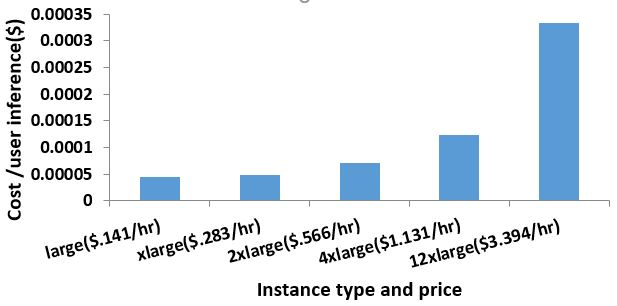 0.00035
0.0003
0.00025
0.0002
0.00015
0.0001
0.00005
0
Cost /user inference($)
large($.141/hr)
xlarge($.283/hr)
2xlarge($.566/hr)
4xlarge($1.131/hr)
12xlarge($3.394/hr)
Instance type and price